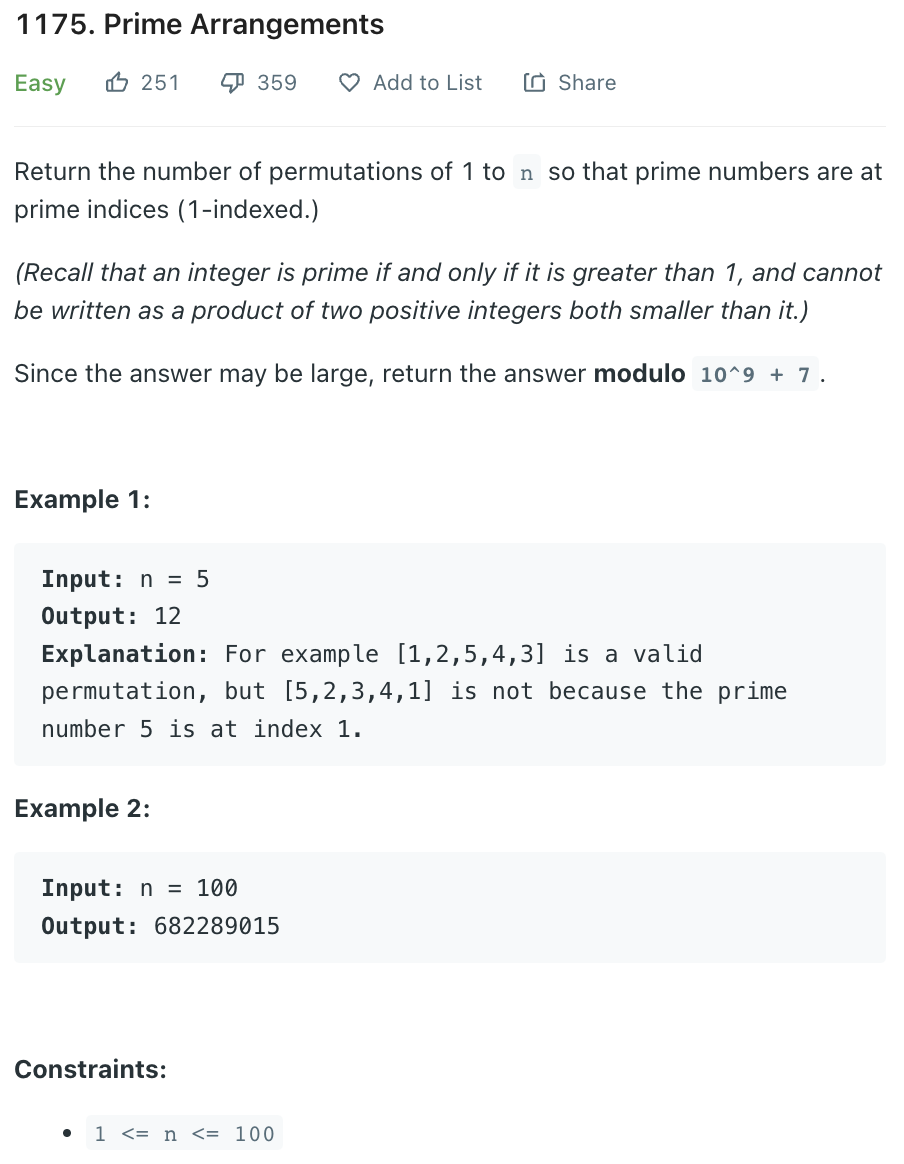 1175. Prime Arrangements
Easy 251 359 Add to List Share
Return the number of permutations of 1 to n so that prime numbers are at
prime indices (1-indexed.)
(Recall that an integer is prime if and only if it is greater than 1, and cannot
be written as a product of two positive integers both smaller than it.)
Since the answer may be large, return the answer modulo 10^9 + 7.
Example 1:
Input: n = 5
Output: 12
Explanation: For example [1,2,5,4,3] is a valid
permutation, but [5,2,3,4,1] is not because the prime
number 5 is at index 1.
Example 2:
Input: n = 100
Output: 682289015
Constraints:
• 1 <= n <= 100